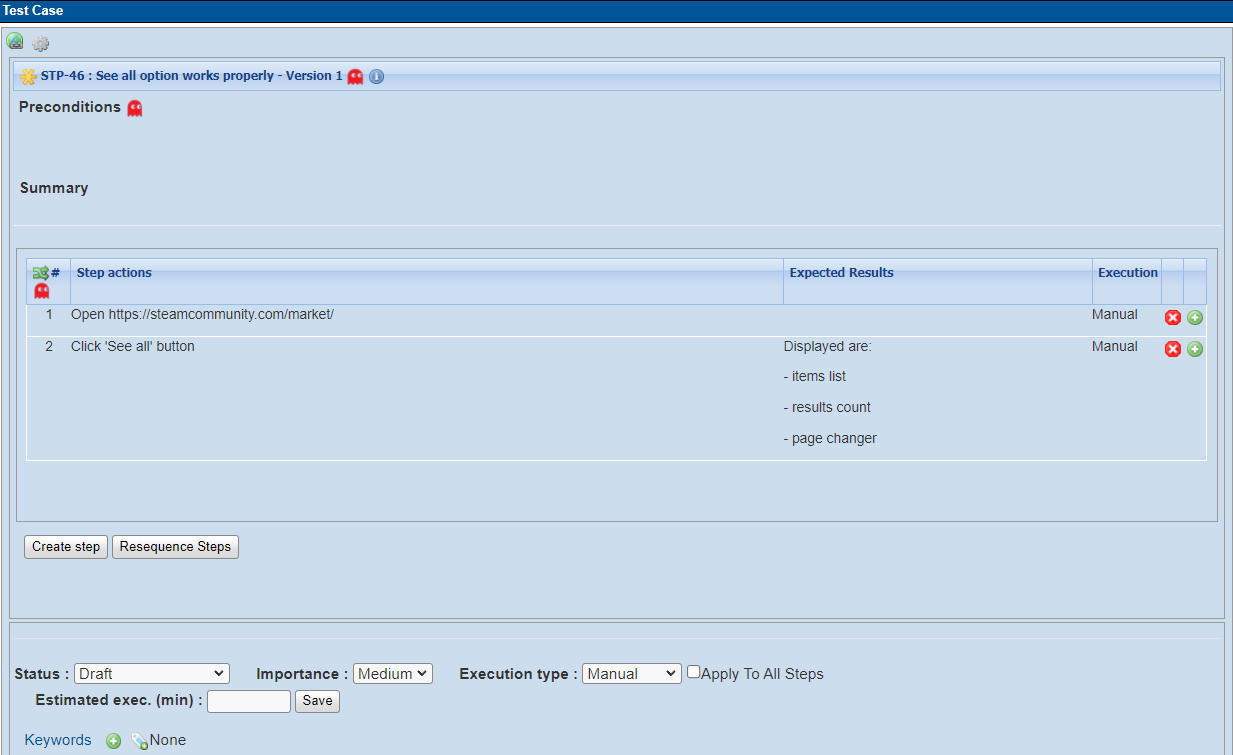 Test Case
STP-46 : See all option works properly - Version 1
Preconditions
Summary
# Step actions Expected Results Execution
1 Open https://steamcommunity.com/market/ Manual
2 Click 'See all' button Displayed are: Manual
- items list
- results count
- page changer
Create step Resequence Steps
Status : Draft Importance : Medium Execution type : Manual Apply To All Steps
Estimated exec. (min) : Save
Keywords None